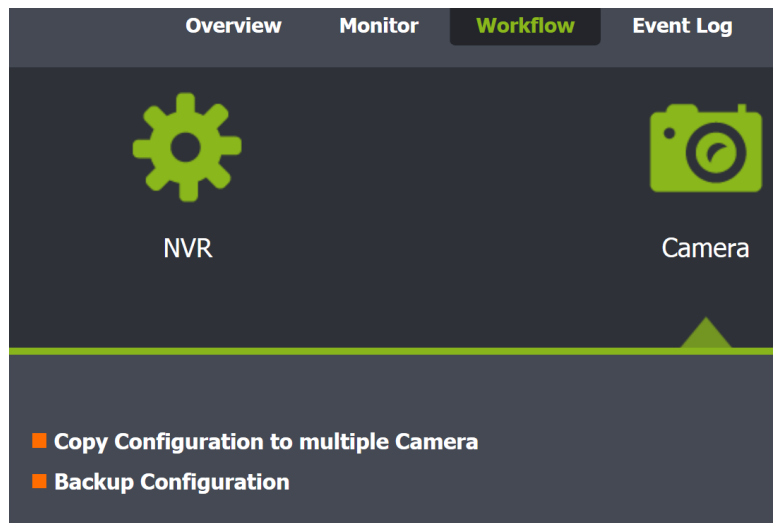 Overview Monitor Workflow Event Log
NVR Camera
Copy Configuration to multiple Camera
Backup Configuration